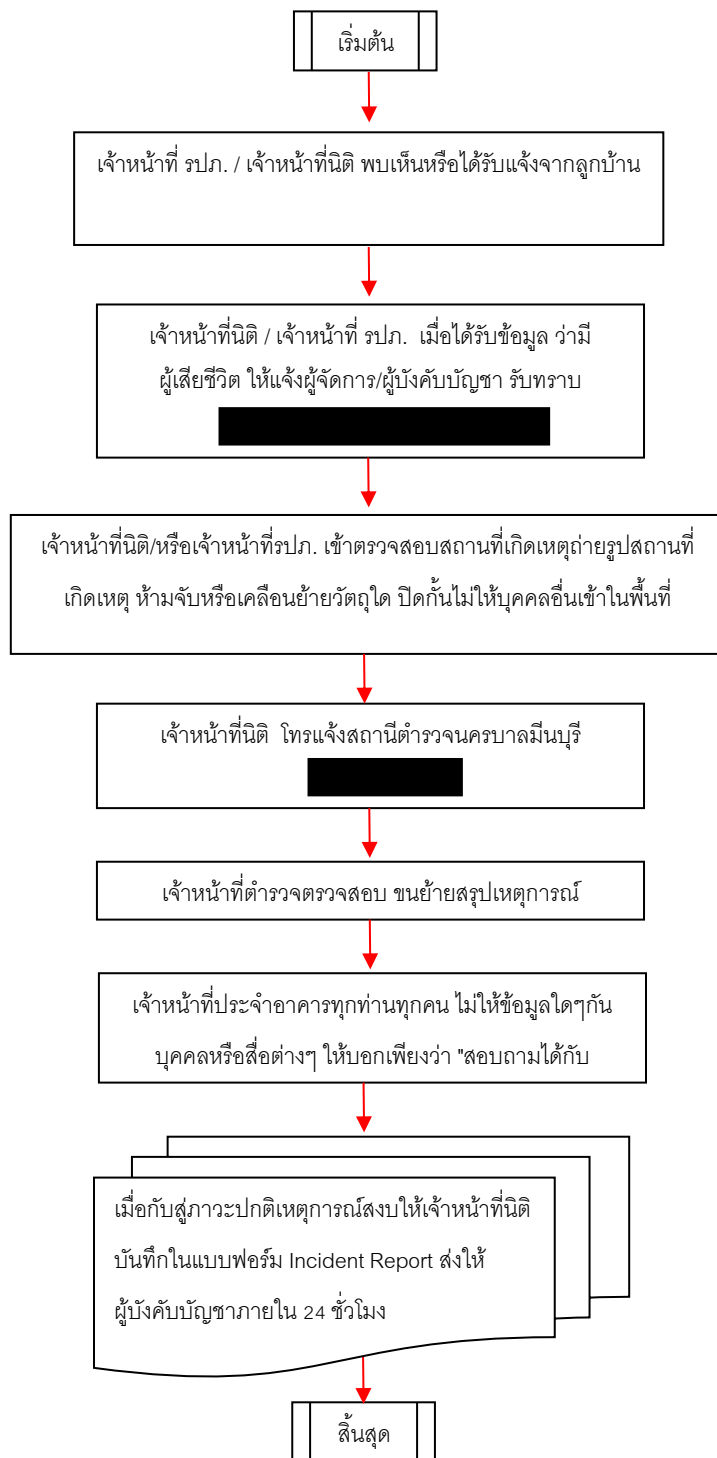 เริ่มต้น
เจ้าหน้าที่ รปภ. / เจ้าหน้าที่นิติ พบเห็นหรือได้รับแจ้งจากลูกบ้าน
เจ้าหน้าที่นิติ / เจ้าหน้าที่ รปภ. เมื่อได้รับข้อมูล ว่ามี
ผู้เสียชีวิต ให้แจ้งผู้จัดการ/ผู้บังคับบัญชา รับทราบ
เจ้าหน้าที่นิติ/หรือเจ้าหน้าที่รปภ. เข้าตรวจสอบสถานที่เกิดเหตุถ่ายรูปสถานที่
เกิดเหตุ ห้ามจับหรือเคลื่อนย้ายวัตถุใด ปิดกั้นไม่ให้บุคคลอื่นเข้าในพื้นที่
เจ้าหน้าที่นิติ โทรแจ้งสถานีตำรวจนครบาลมีนบุรี
เจ้าหน้าที่ตำรวจตรวจสอบ ขนย้ายสรุปเหตุการณ์
เจ้าหน้าที่ประจำอาคารทุกท่านทุกคน ไม่ให้ข้อมูลใดๆกัน
บุคคลหรือสื่อต่างๆ ให้บอกเพียงว่า "สอบถามได้กับ
เมื่อกับสู่ภาวะปกติเหตุการณ์สงบให้เจ้าหน้าที่นิติ
บันทึกในแบบฟอร์ม Incident Report ส่งให้
ผู้บังคับบัญชาภายใน 24 ชั่วโมง
สิ้นสุด